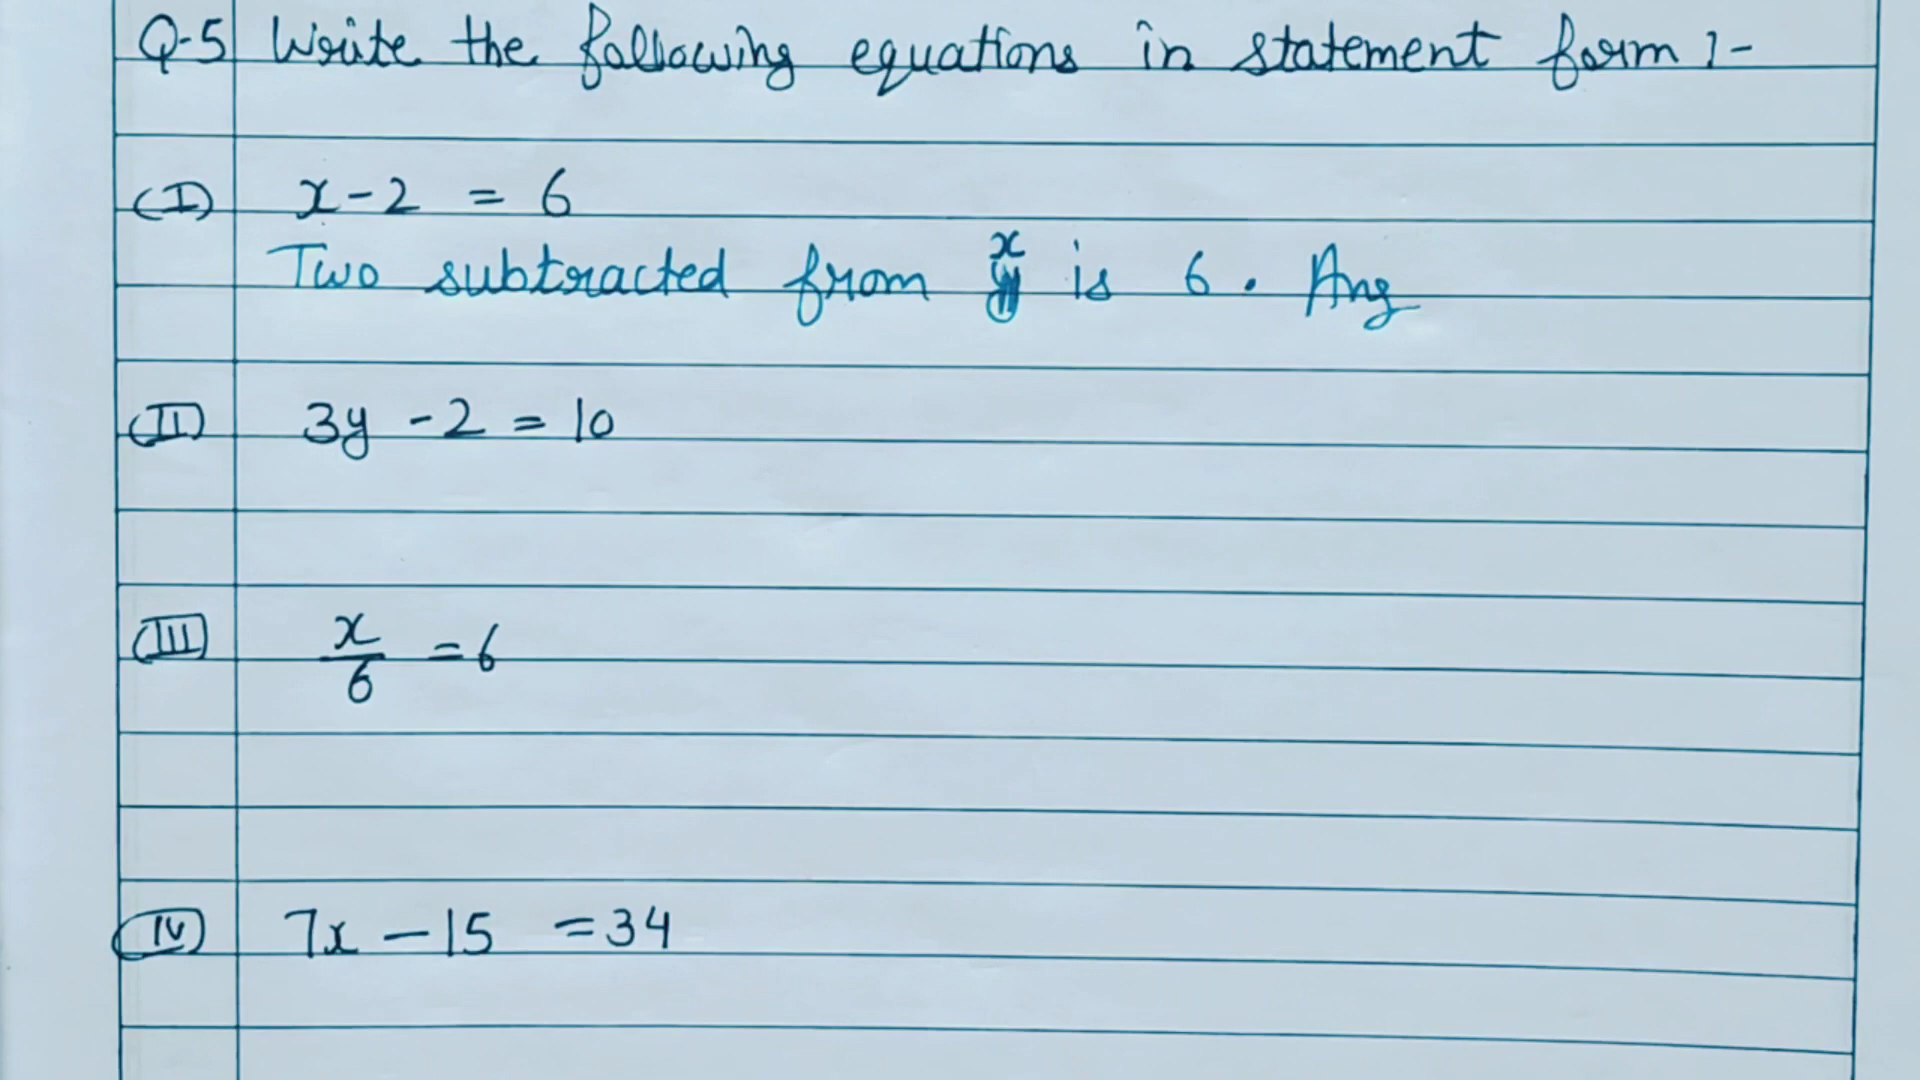 Q-5 Write the following equations in statement form :-
(I) x - 2 = 6
Two subtracted from x is 6. Ans
(II) 3y - 2 = 10
(III) x/6 = 6
(IV) 7x - 15 = 34